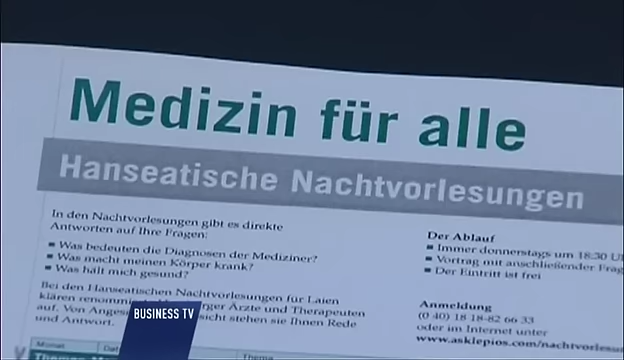 Medizin für alle
Hanseatische Nachtvorlesungen
In den Nachtvorlesungen gibt es direkte
Antworten auf Ihre Fragen:
▪ Was bedeuten die Diagnosen der Mediziner?
▪ Was macht meinen Körper krank?
▪ Was hält mich gesund?
Bei den Hanseatischen Nachtvorlesungen für Laien
klären Ärzte und Therapeuten
auf. Von stehen sie Ihnen Rede
und Antwort.
Der Ablauf
▪ Immer donnerstags um 18:30
▪ Vortrag mit anschließender
▪ Der Eintritt ist frei
Anmeldung
(0 40) 18 18-82 66 33
oder im Internet unter
www.asklepios.com/nachtvorlesun
BUSINESS TV
Monat
Thema